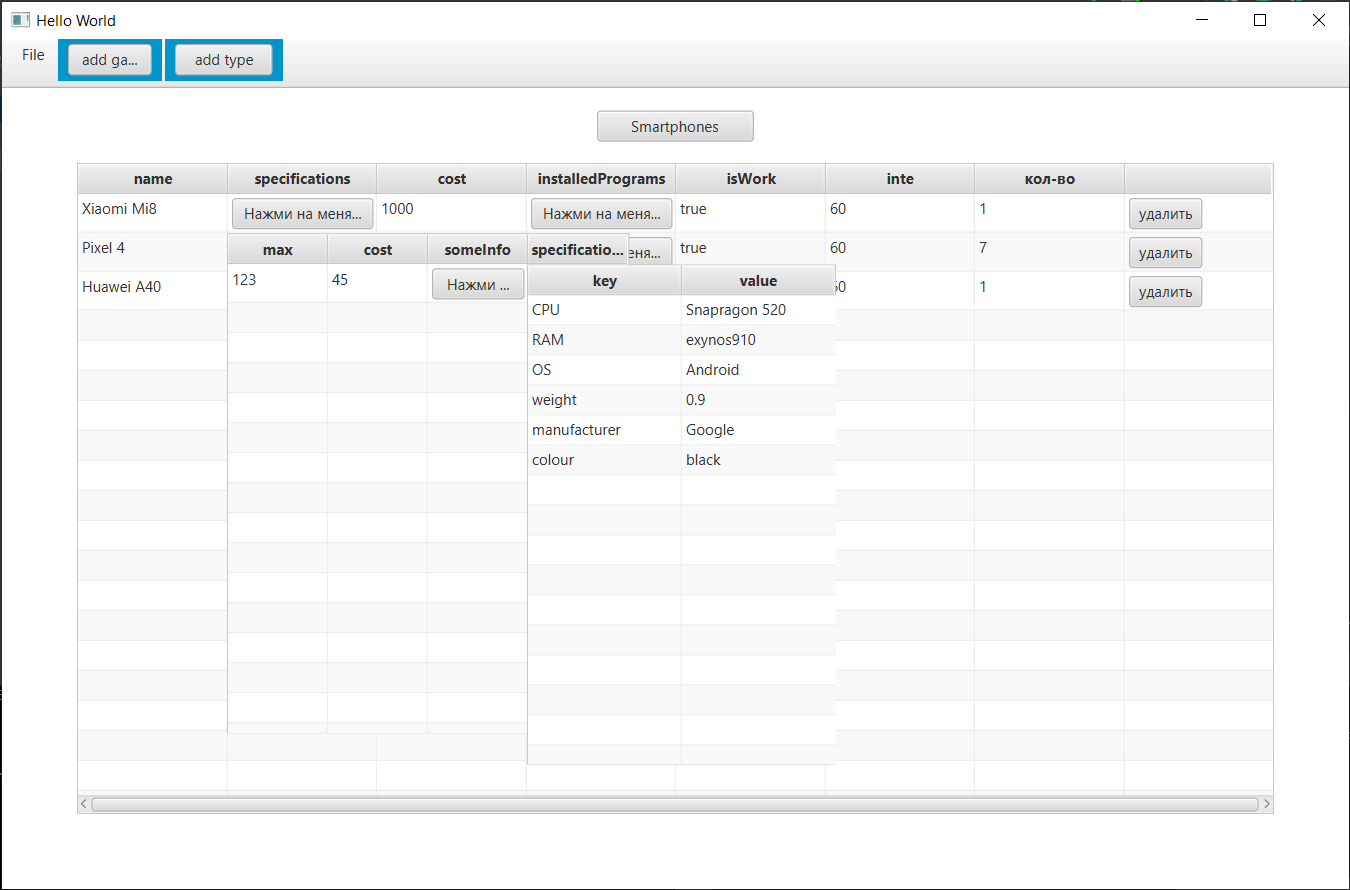 Hello World
File add ga... add type
Smartphones
name specifications cost installedPrograms isWork inte кол-во
Xiaomi Mi8 Нажми на меня... 1000 Нажми на меня... true 60 1 удалить
Pixel 4 max cost someInfo specificatio... еня... true 60 7 удалить
Huawei A40 123 45 Нажми ... key value 60 1 удалить
CPU Snapragon 520
RAM exynos910
OS Android
weight 0.9
manufacturer Google
colour black